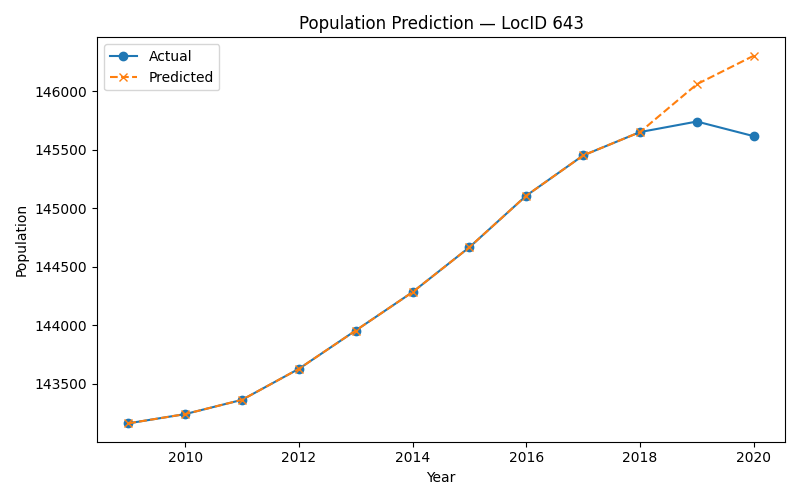 Population Prediction — LocID 643
Actual
Predicted
146000
145500
145000
144500
144000
143500
Population
2010
2012
2014
2016
2018
2020
Year